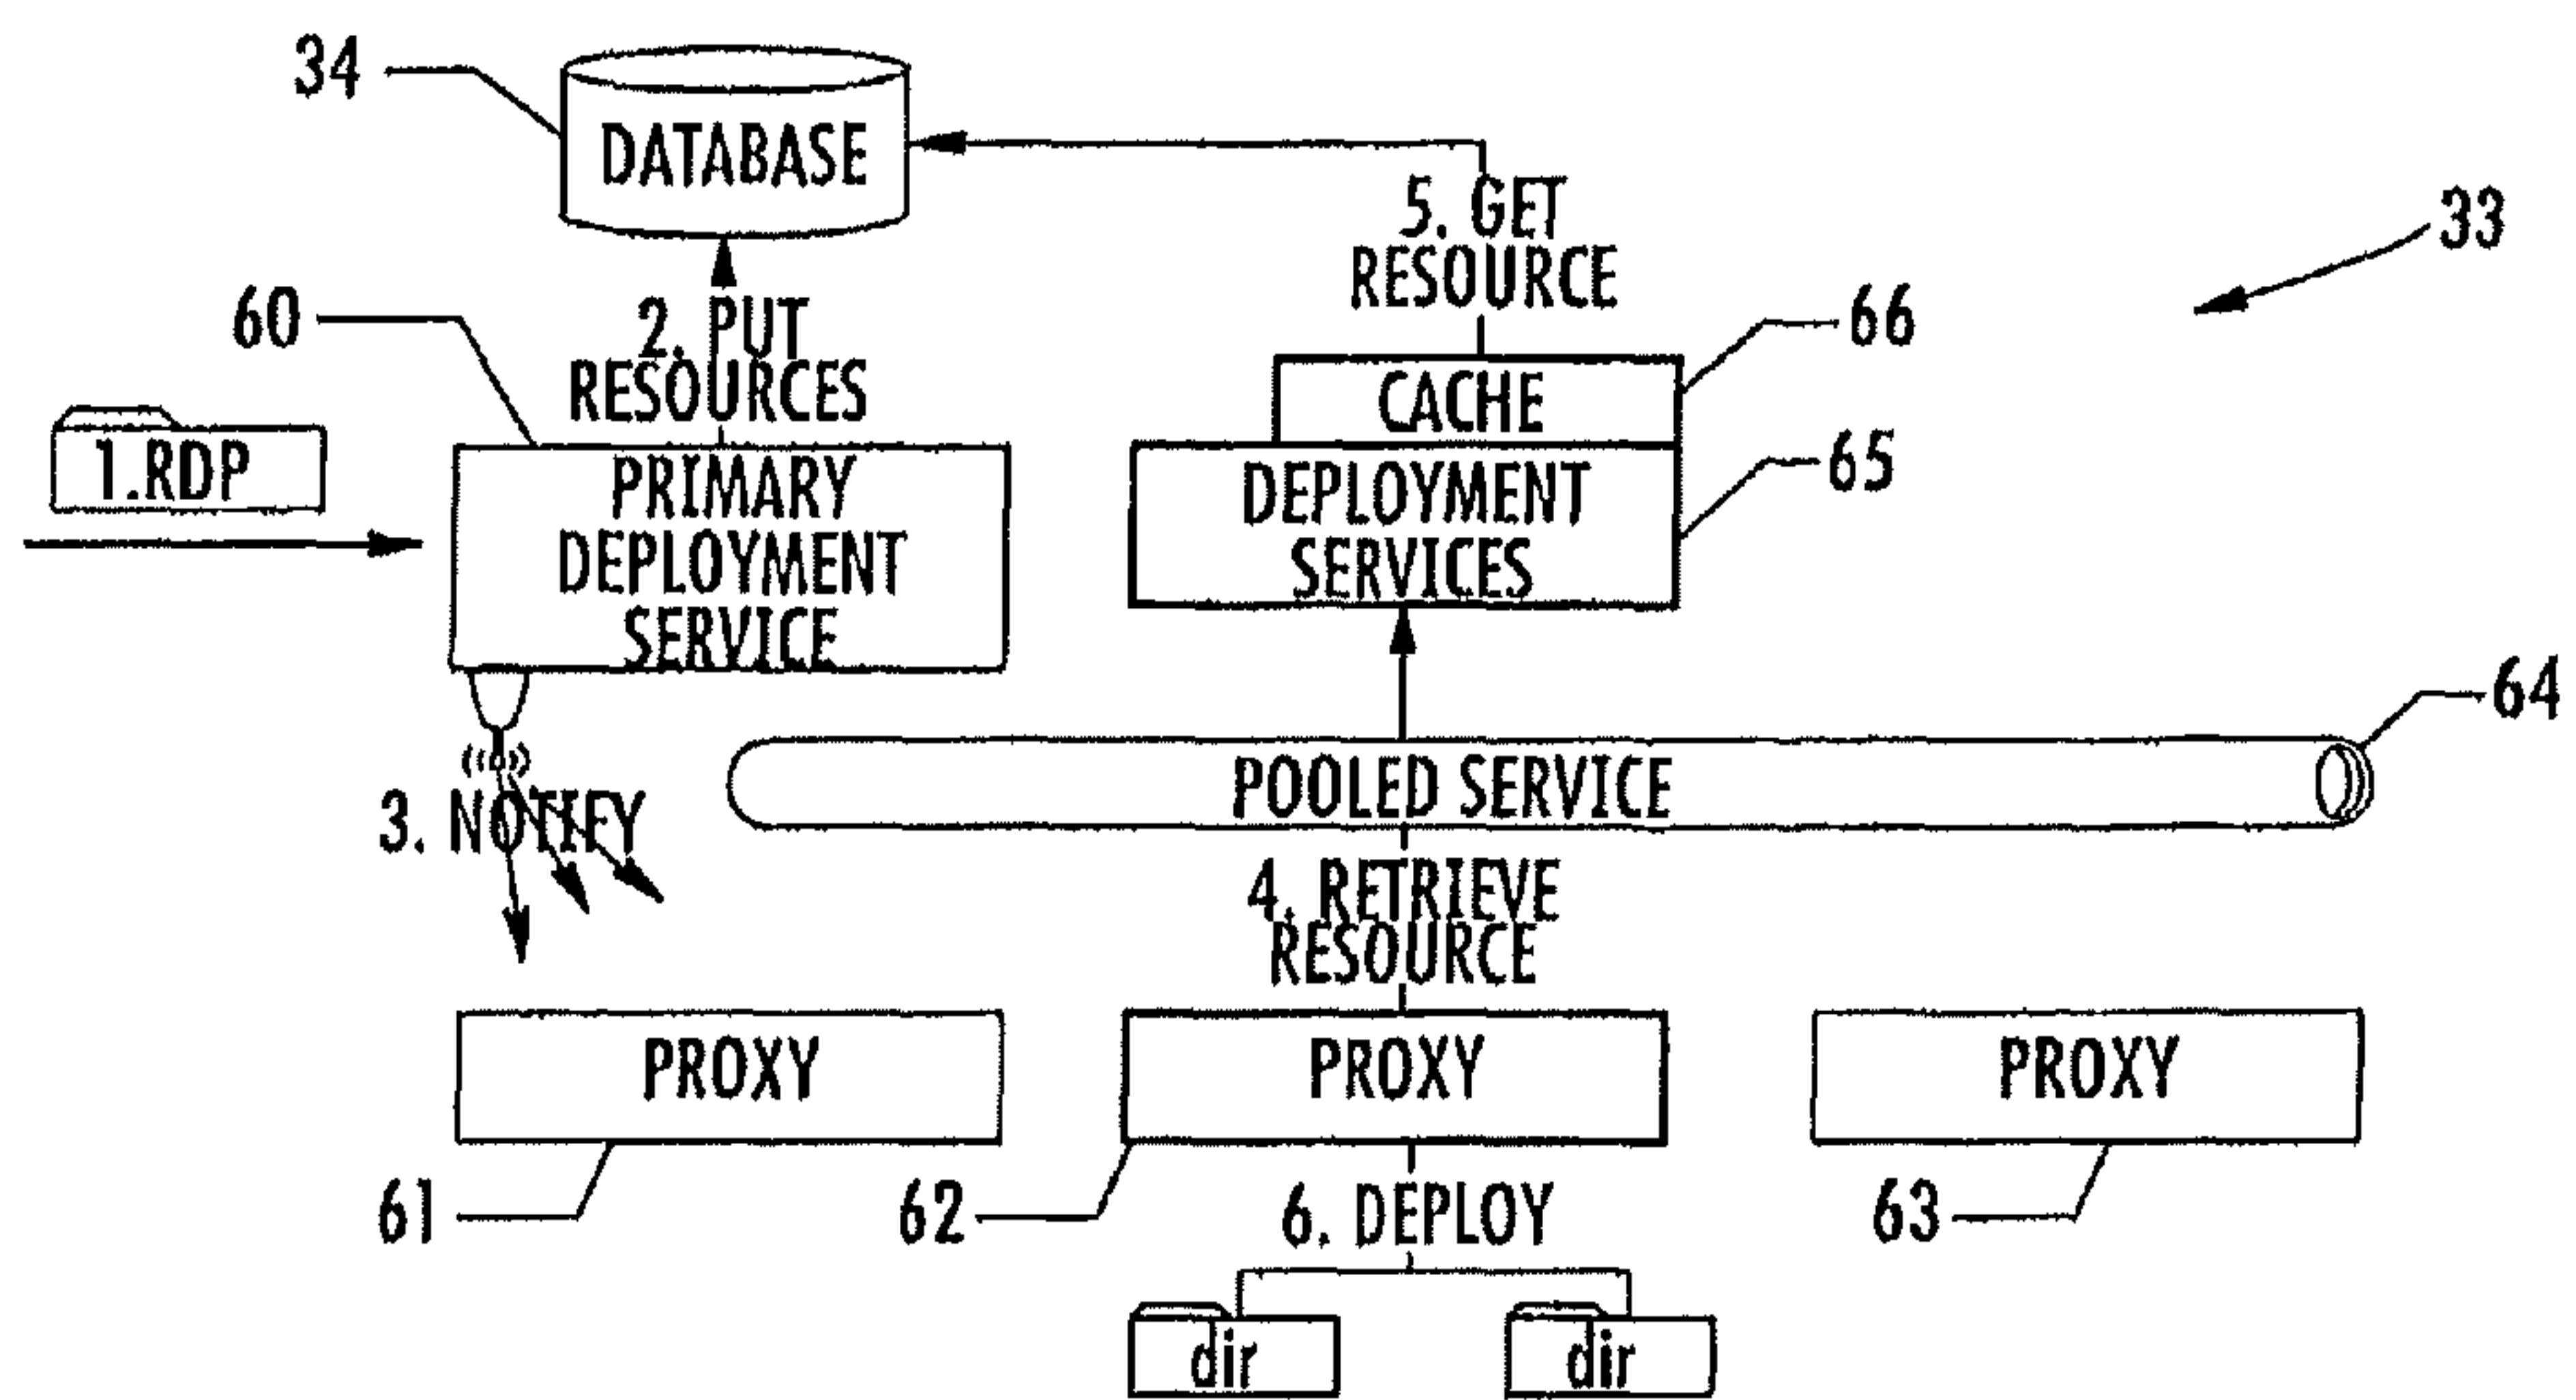 34
DATABASE
5. GET
RESOURCE
33
60
2. PUT
RESOURCES
66
CACHE
1.RDP
PRIMARY
DEPLOYMENT
SERVICE
DEPLOYMENT
SERVICES
65
64
POOLED SERVICE
3. NOTIFY
4. RETRIEVE
RESOURCE
PROXY
PROXY
PROXY
61
62
6. DEPLOY
63
dir
dir